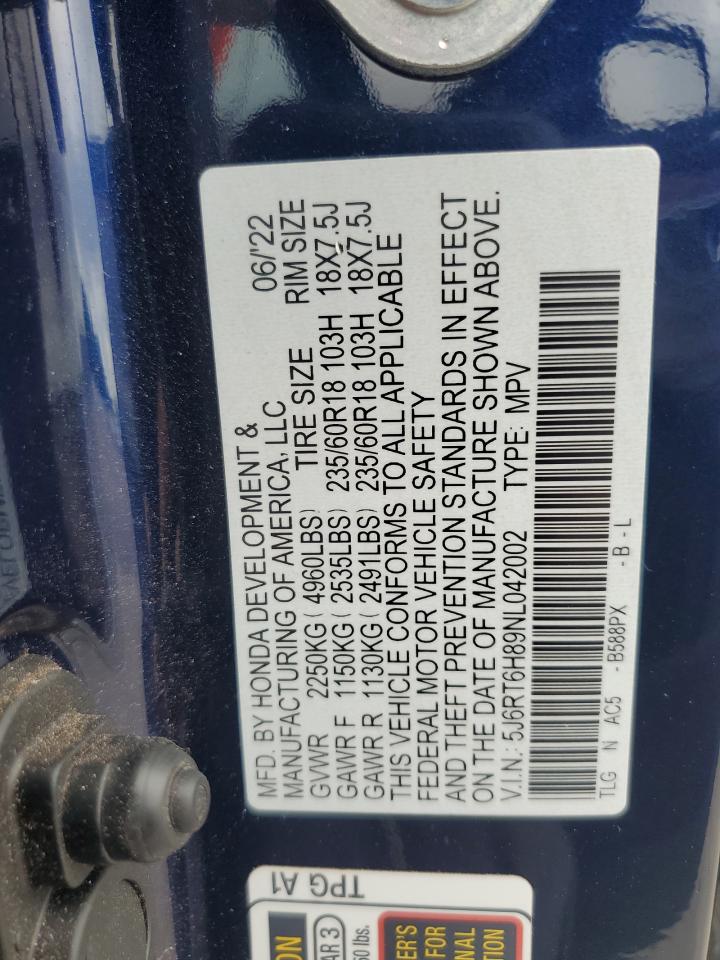 MFD. BY HONDA DEVELOPMENT &
MANUFACTURING OF AMERICA, LLC 06/'22
GVWR 2250KG ( 4960LBS) TIRE SIZE RIM SIZE
GAWR F 1150KG ( 2535LBS) 235/60R18 103H 18X7.5J
GAWR R 1130KG ( 2491LBS) 235/60R18 103H 18X7.5J
THIS VEHICLE CONFORMS TO ALL APPLICABLE
FEDERAL MOTOR VEHICLE SAFETY
AND THEFT PREVENTION STANDARDS IN EFFECT
ON THE DATE OF MANUFACTURE SHOWN ABOVE.
V.I.N.: 5J6RT6H89NL042002 TYPE: MPV
TLG N AC5 - B588PX - B - L
TPG A1